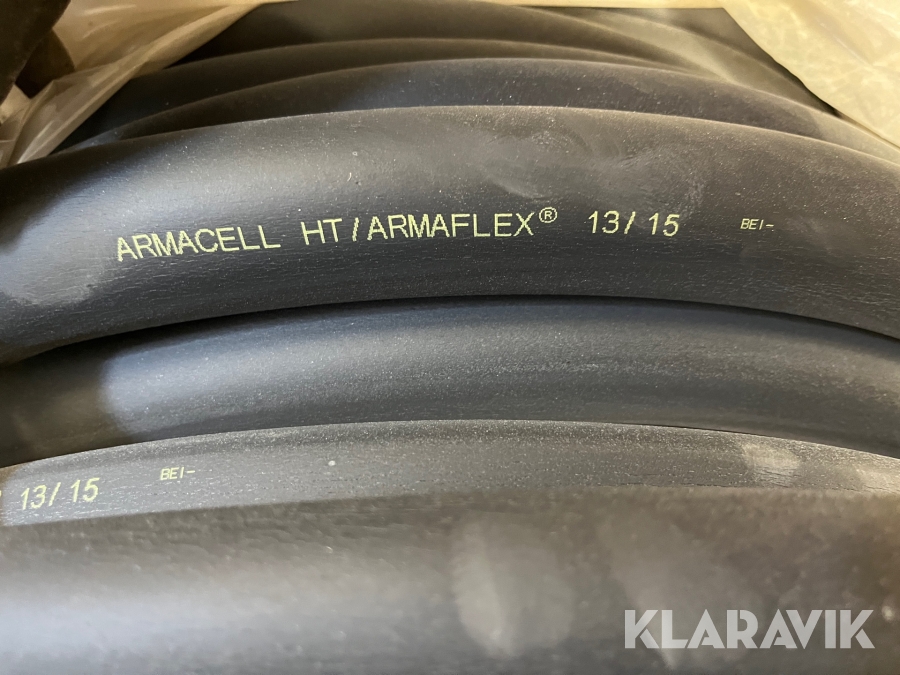 ARMACELL HT/ARMAFLEX® 13/15 BEI-
13/15 BEI-
KLARAVIK